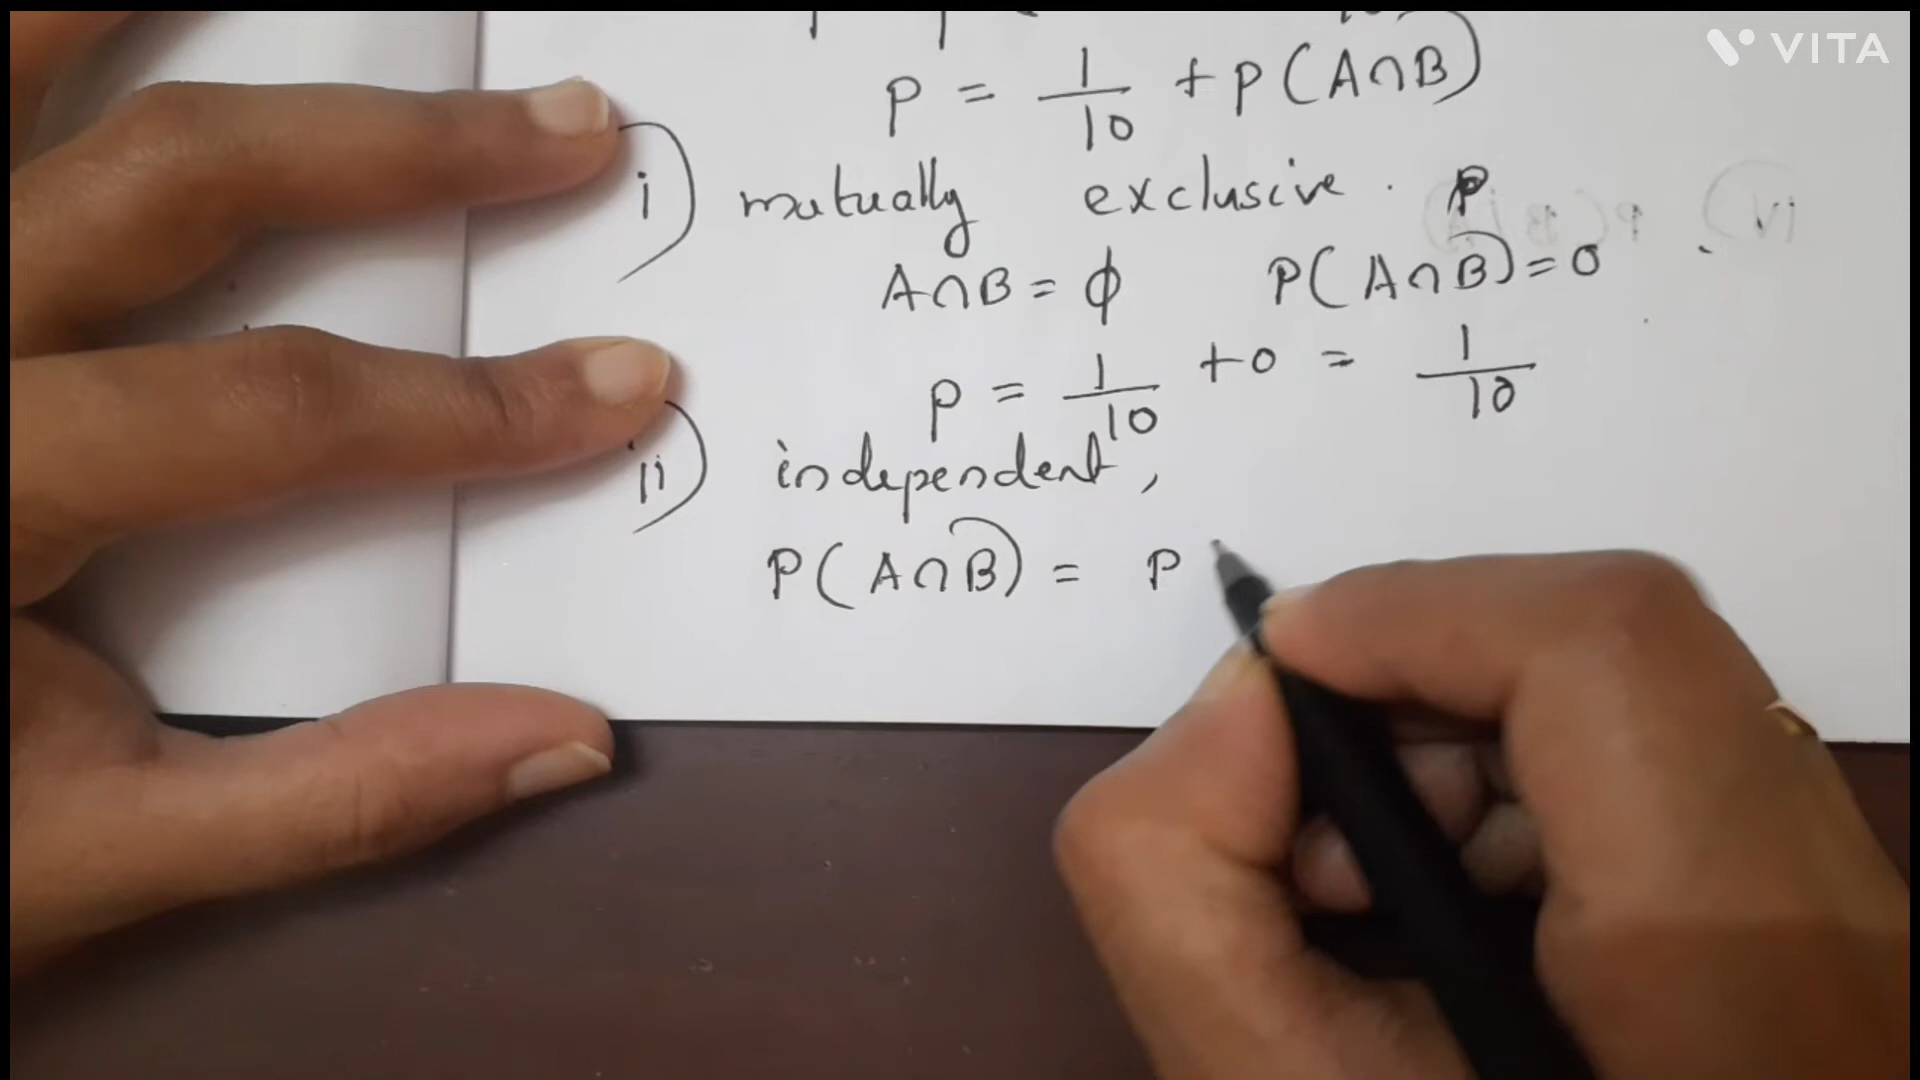 VITA
P = 1/10 + P(A∩B)
i) mutually exclusive. P
A∩B = ϕ P(A∩B) = 0
P = 1/10 + 0 = 1/10
ii) independent,
P(A∩B) = P